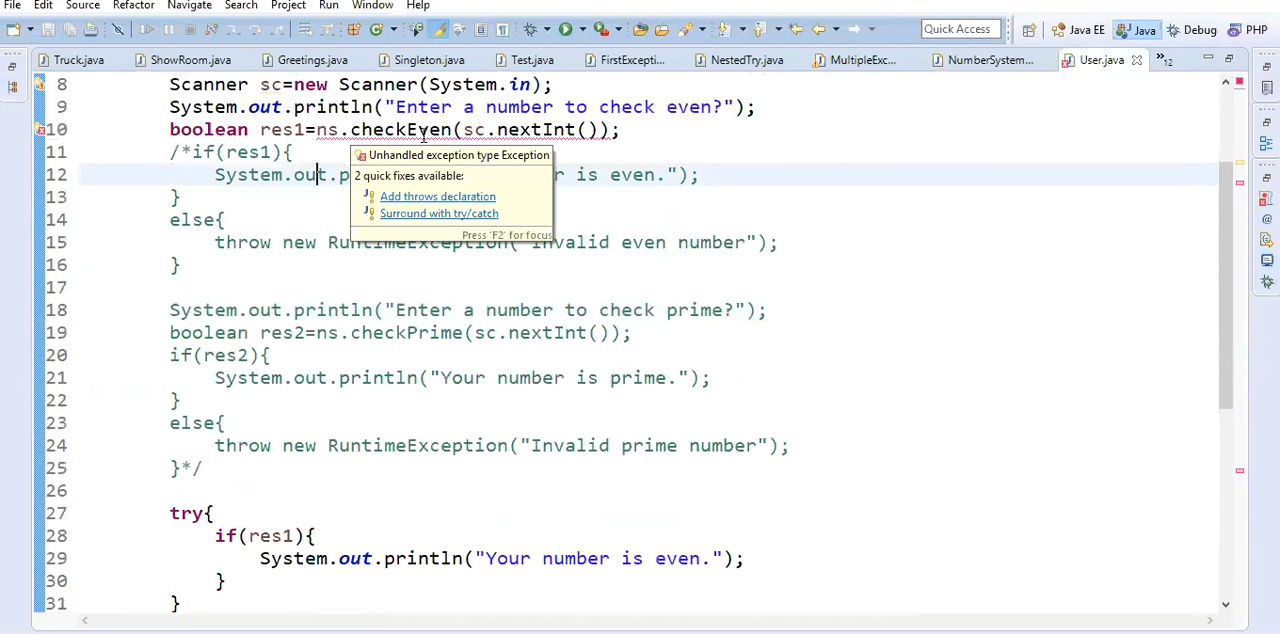 File Edit Source Refactor Navigate Search Project Run Window Help
Quick Access Java EE Java Debug PHP
Truck.java ShowRoom.java Greetings.java Singleton.java Test.java FirstExcepti... NestedTry.java MultipleExc... NumberSystem... User.java »12
8 Scanner sc=new Scanner(System.in);
9 System.out.println("Enter a number to check even?");
10 boolean res1=ns.checkEven(sc.nextInt());
11 /*if(res1){
Unhandled exception type Exception
12 System.out.p r is even.");
2 quick fixes available:
13 }
Add throws declaration
14 else{
Surround with try/catch
Press 'F2' for focus
15 throw new RuntimeException("Invalid even number");
16 }
17
18 System.out.println("Enter a number to check prime?");
19 boolean res2=ns.checkPrime(sc.nextInt());
20 if(res2){
21 System.out.println("Your number is prime.");
22 }
23 else{
24 throw new RuntimeException("Invalid prime number");
25 }*/
26
27 try{
28 if(res1){
29 System.out.println("Your number is even.");
30 }
31 }